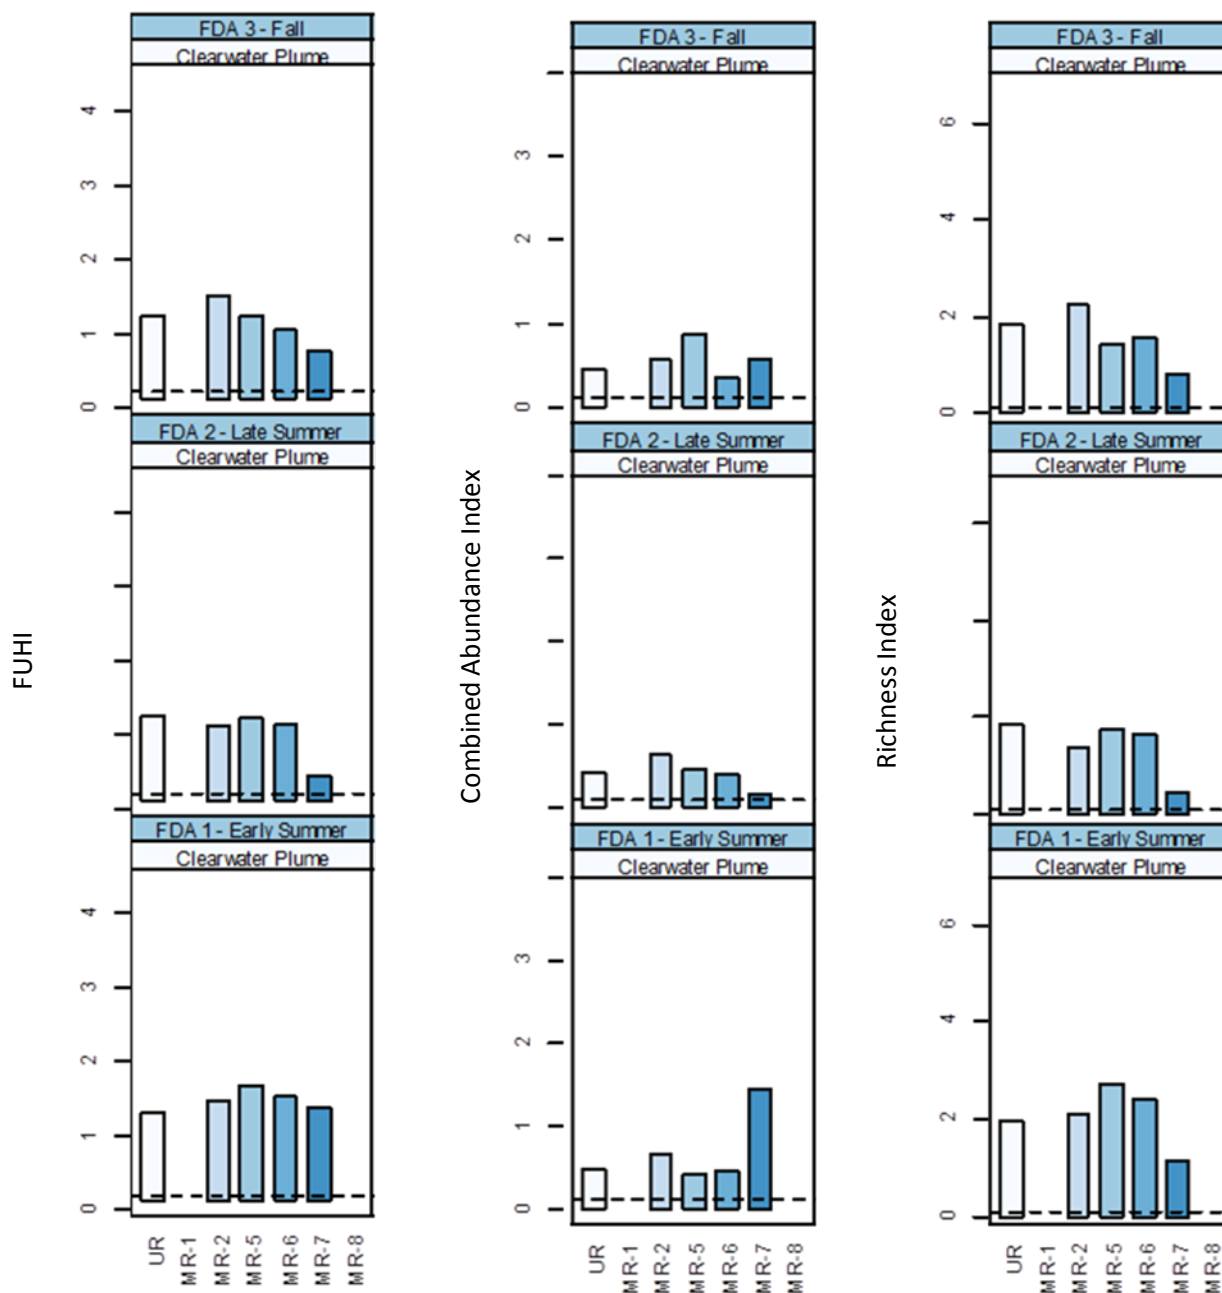 FUHI
FDA 3 - Fall
Clearwater Plume
4
3
2
1
0
FDA 2 - Late Summer
Clearwater Plume
FDA 1 - Early Summer
Clearwater Plume
4
3
2
1
0
UR
MR-1
MR-2
MR-5
MR-6
MR-7
MR-8
Combined Abundance Index
FDA 3 - Fall
Clearwater Plume
3
2
1
0
FDA 2 - Late Summer
Clearwater Plume
FDA 1 - Early Summer
Clearwater Plume
3
2
1
0
UR
MR-1
MR-2
MR-5
MR-6
MR-7
MR-8
Richness Index
FDA 3 - Fall
Clearwater Plume
6
4
2
0
FDA 2 - Late Summer
Clearwater Plume
FDA 1 - Early Summer
Clearwater Plume
6
4
2
0
UR
MR-1
MR-2
MR-5
MR-6
MR-7
MR-8